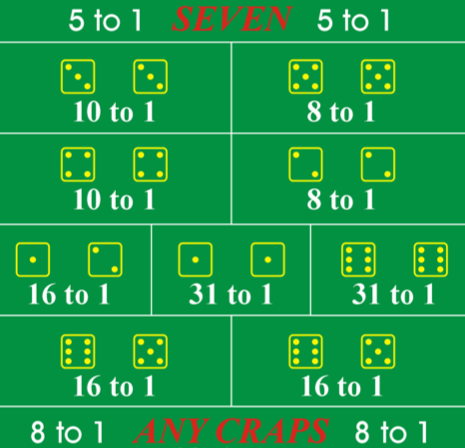 5 to 1 SEVEN 5 to 1
10 to 1 8 to 1
10 to 1 8 to 1
16 to 1 31 to 1 31 to 1
16 to 1 16 to 1
8 to 1 ANY CRAPS 8 to 1